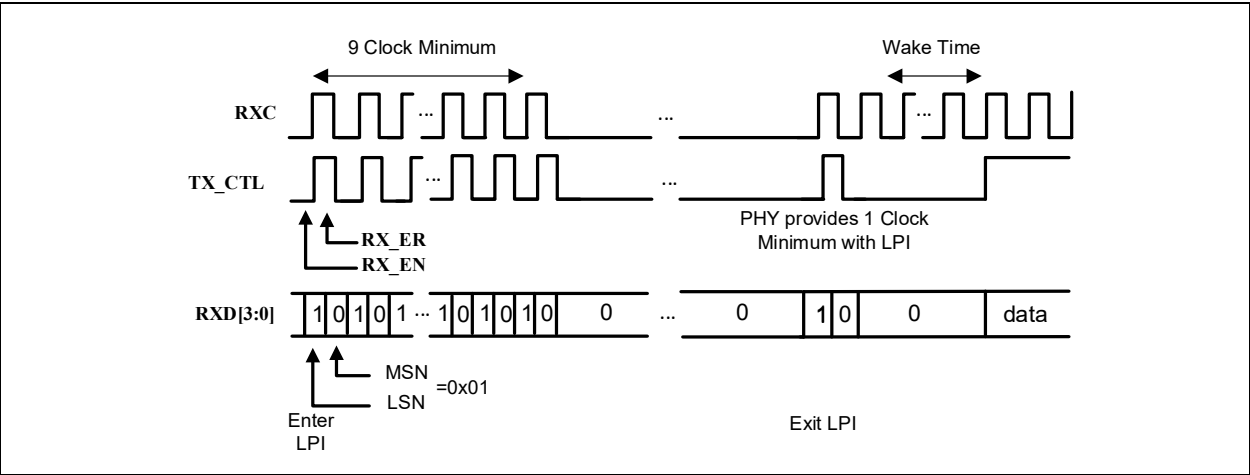 9 Clock Minimum
Wake Time
RXC
...
...
...
TX_CTL
...
...
PHY provides 1 Clock
Minimum with LPI
RX_ER
RX_EN
RXD[3:0]
1 0 1 0 1 ... 1 0 1 0 1 0 0 ... 0 1 0 0 data
MSN
=0x01
LSN
Enter
LPI
Exit LPI